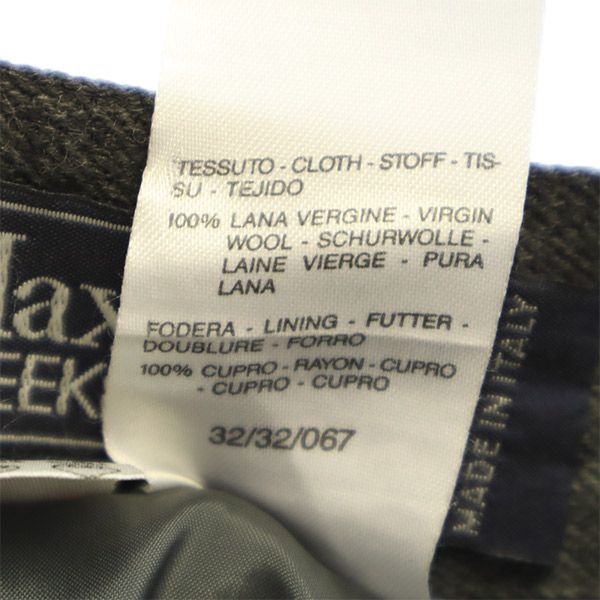 TESSUTO - CLOTH - STOFF - TIS-
SU - TEJIDO
100% LANA VERGINE - VIRGIN
WOOL - SCHURWOLLE -
LAINE VIERGE - PURA
LANA
FODERA - LINING - FUTTER -
DOUBLURE - FORRO
100% CUPRO - RAYON - CUPRO
- CUPRO - CUPRO
32/32/067
MADE IN ITALY